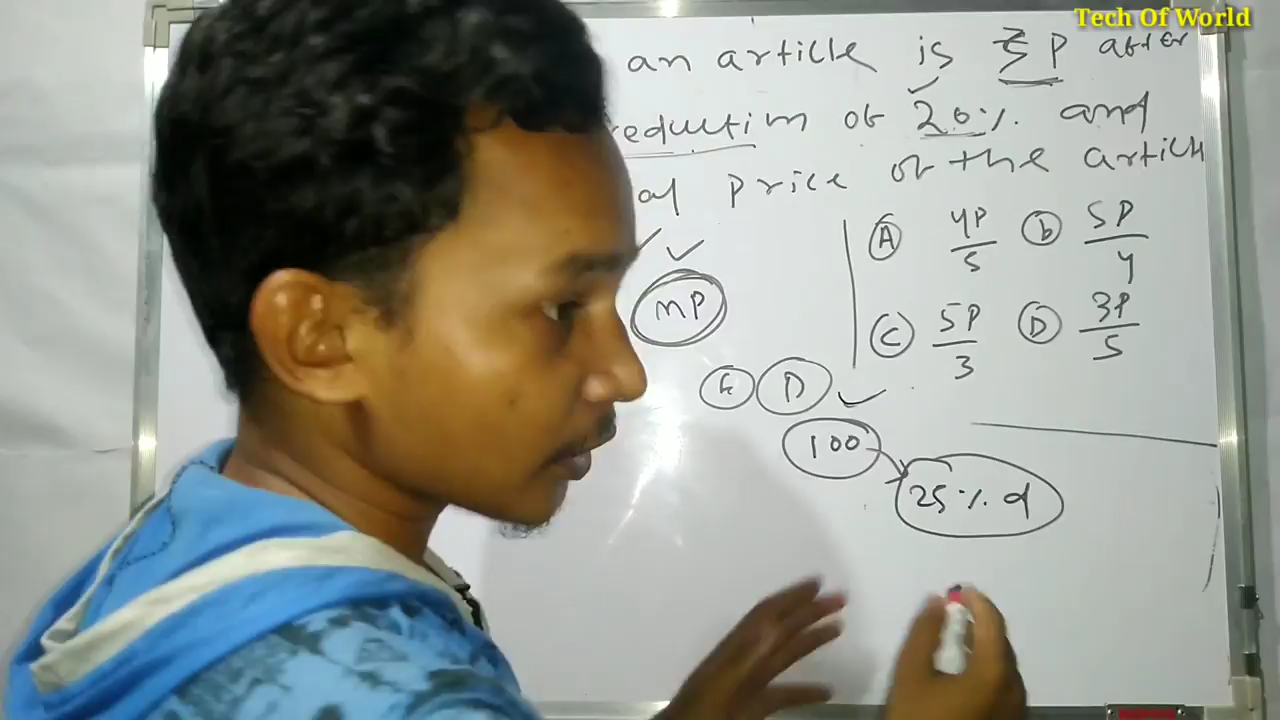 Tech Of World
an article is ₹ P after
reduction of 20%. and
price of the article
A 4P/5 b 5P/4
MP
C 5P/3 D 3P/5
D
100
25%. d